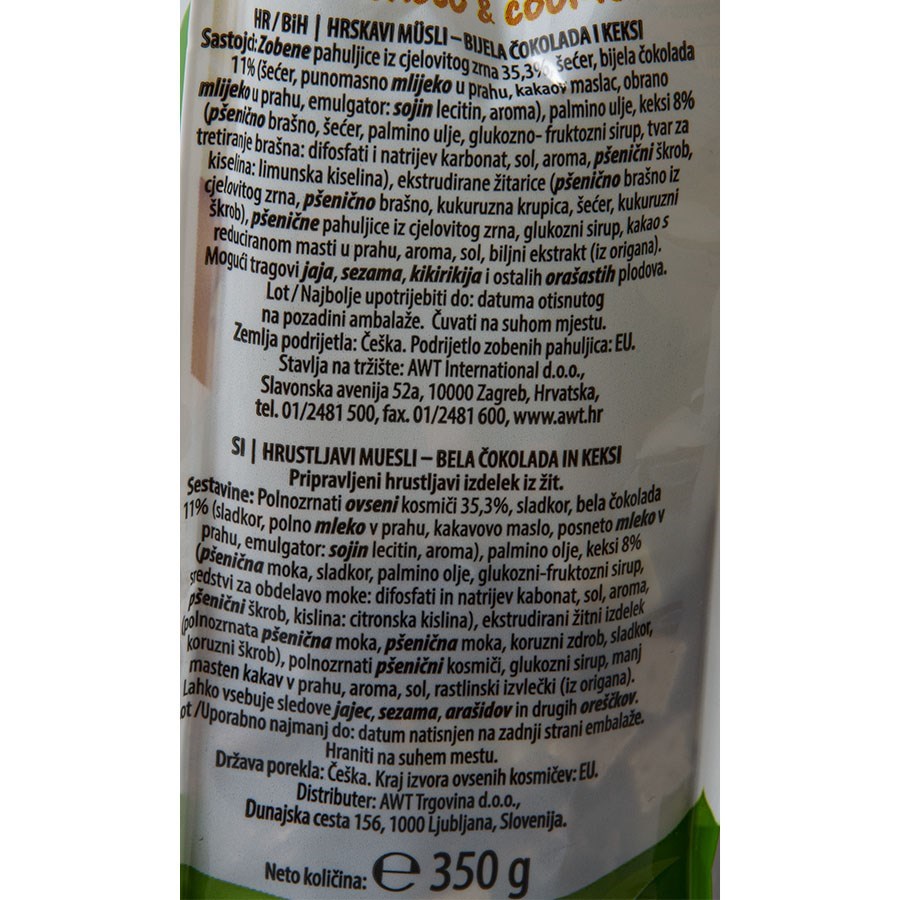 & COOKIES
HR / BiH | HRSKAVI MÜSLI – BIJELA ČOKOLADA I KEKSI
Sastojci: Zobene pahuljice iz cjelovitog zrna 35,3%, šećer, bijela čokolada
11% (šećer, punomasno mlijeko u prahu, kakaov maslac, obrano
mlijeko u prahu, emulgator: sojin lecitin, aroma), palmino ulje, keksi 8%
(pšenično brašno, šećer, palmino ulje, glukozno- fruktozni sirup, tvar za
tretiranje brašna: difosfati i natrijev karbonat, sol, aroma, pšenični škrob,
kiselina: limunska kiselina), ekstrudirane žitarice (pšenično brašno iz
cjelovitog zrna, pšenično brašno, kukuruzna krupica, šećer, kukuruzni
škrob), pšenične pahuljice iz cjelovitog zrna, glukozni sirup, kakao s
reduciranom masti u prahu, aroma, sol, biljni ekstrakt (iz origana).
Mogući tragovi jaja, sezama, kikirikija i ostalih orašastih plodova.
Lot / Najbolje upotrijebiti do: datuma otisnutog
na pozadini ambalaže. Čuvati na suhom mjestu.
Zemlja podrijetla: Češka. Podrijetlo zobenih pahuljica: EU.
Stavlja na tržište: AWT International d.o.o.,
Slavonska avenija 52a, 10000 Zagreb, Hrvatska,
tel. 01/2481 500, fax. 01/2481 600, www.awt.hr
SI | HRUSTLJAVI MUESLI – BELA ČOKOLADA IN KEKSI
Pripravljeni hrustljavi izdelek iz žit.
Sestavine: Polnozrnati ovseni kosmiči 35,3%, sladkor, bela čokolada
11% (sladkor, polno mleko v prahu, kakavovo maslo, posneto mleko v
prahu, emulgator: sojin lecitin, aroma), palmino olje, keksi 8%
(pšenična moka, sladkor, palmino olje, glukozni-fruktozni sirup,
sredstvi za obdelavo moke: difosfati in natrijev kabonat, sol, aroma,
pšenični škrob, kislina: citronska kislina), ekstrudirani žitni izdelek
(polnozrnata pšenična moka, pšenična moka, koruzni zdrob, sladkor,
koruzni škrob), polnozrnati pšenični kosmiči, glukozni sirup, manj
masten kakav v prahu, aroma, sol, rastlinski izvlečki (iz origana).
Lahko vsebuje sledove jajec, sezama, arašidov in drugih oreščkov.
ot /Uporabno najmanj do: datum natisnjen na zadnji strani embalaže.
Hraniti na suhem mestu.
Država porekla: Češka. Kraj izvora ovsenih kosmičev: EU.
Distributer: AWT Trgovina d.o.o.,
Dunajska cesta 156, 1000 Ljubljana, Slovenija.
Neto količina: ℮ 350 g